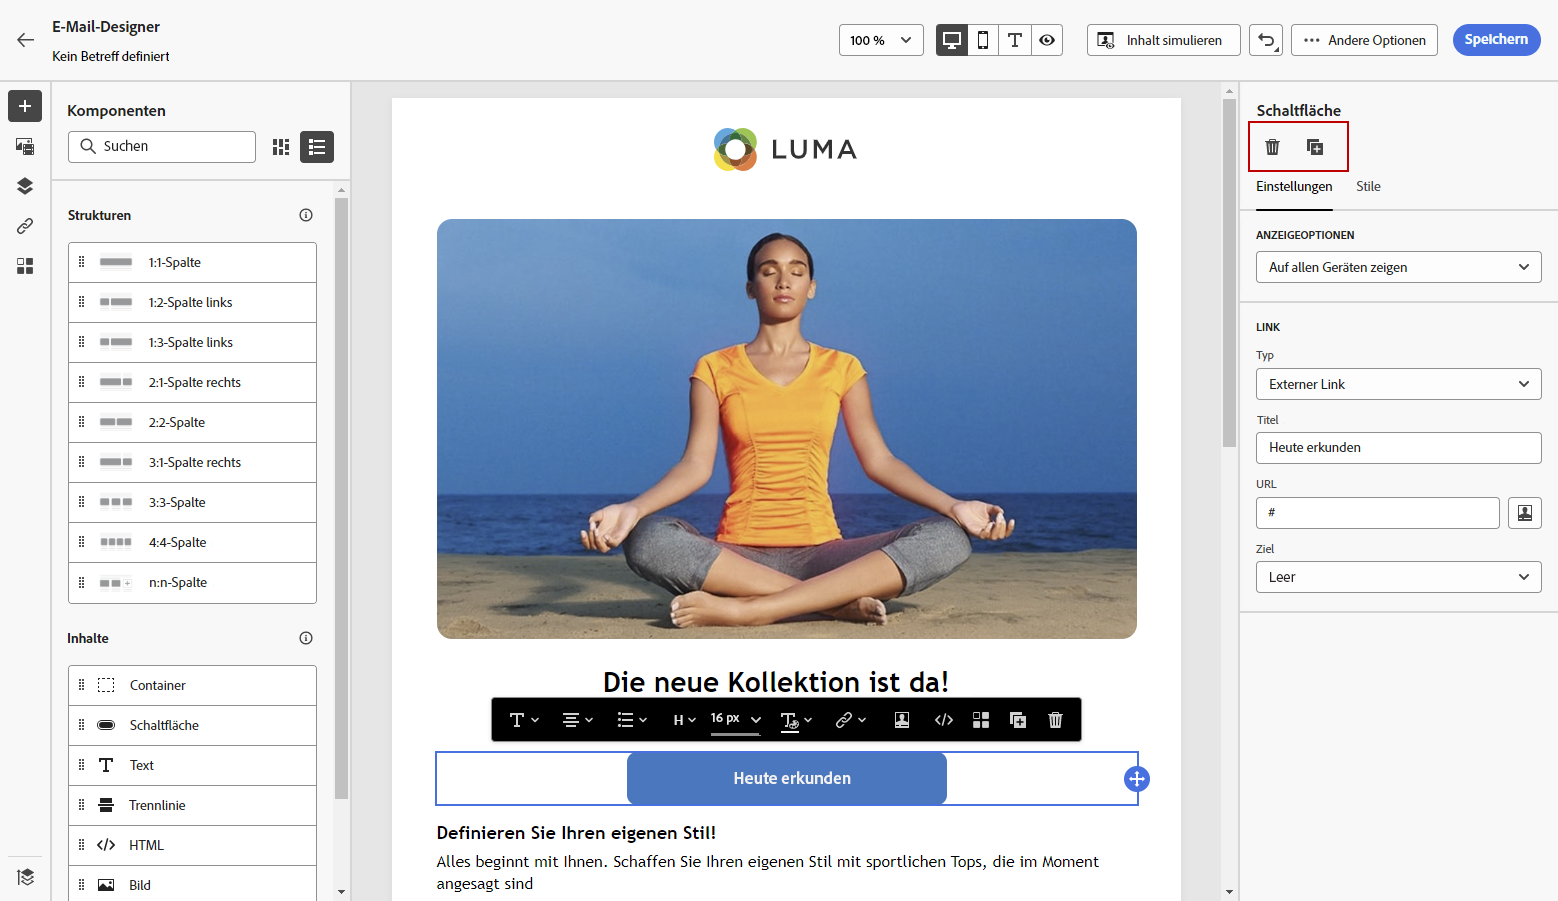 E-Mail-Designer
Kein Betreff definiert
100 %
Inhalt simulieren
Andere Optionen
Speichern
Komponenten
Suchen
Strukturen
1:1-Spalte
1:2-Spalte links
1:3-Spalte links
2:1-Spalte rechts
2:2-Spalte
3:1-Spalte rechts
3:3-Spalte
4:4-Spalte
n:n-Spalte
Inhalte
Container
Schaltfläche
Text
Trennlinie
HTML
Bild
LUMA
Die neue Kollektion ist da!
H
16 px
Heute erkunden
Definieren Sie Ihren eigenen Stil!
Alles beginnt mit Ihnen. Schaffen Sie Ihren eigenen Stil mit sportlichen Tops, die im Moment
angesagt sind
Schaltfläche
Einstellungen
Stile
ANZEIGEOPTIONEN
Auf allen Geräten zeigen
LINK
Typ
Externer Link
Titel
Heute erkunden
URL
#
Ziel
Leer